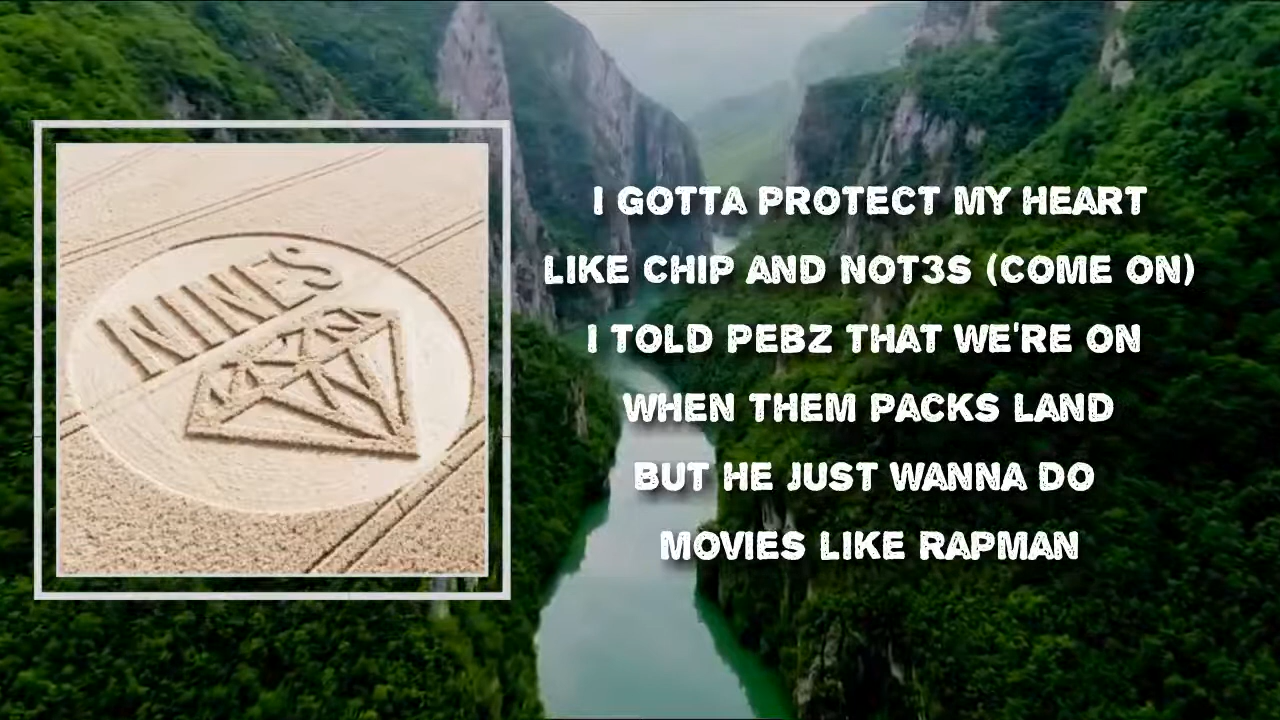 NINES
I GOTTA PROTECT MY HEART
LIKE CHIP AND NOT3S (COME ON)
I TOLD PEBZ THAT WE'RE ON
WHEN THEM PACKS LAND
BUT HE JUST WANNA DO
MOVIES LIKE RAPMAN